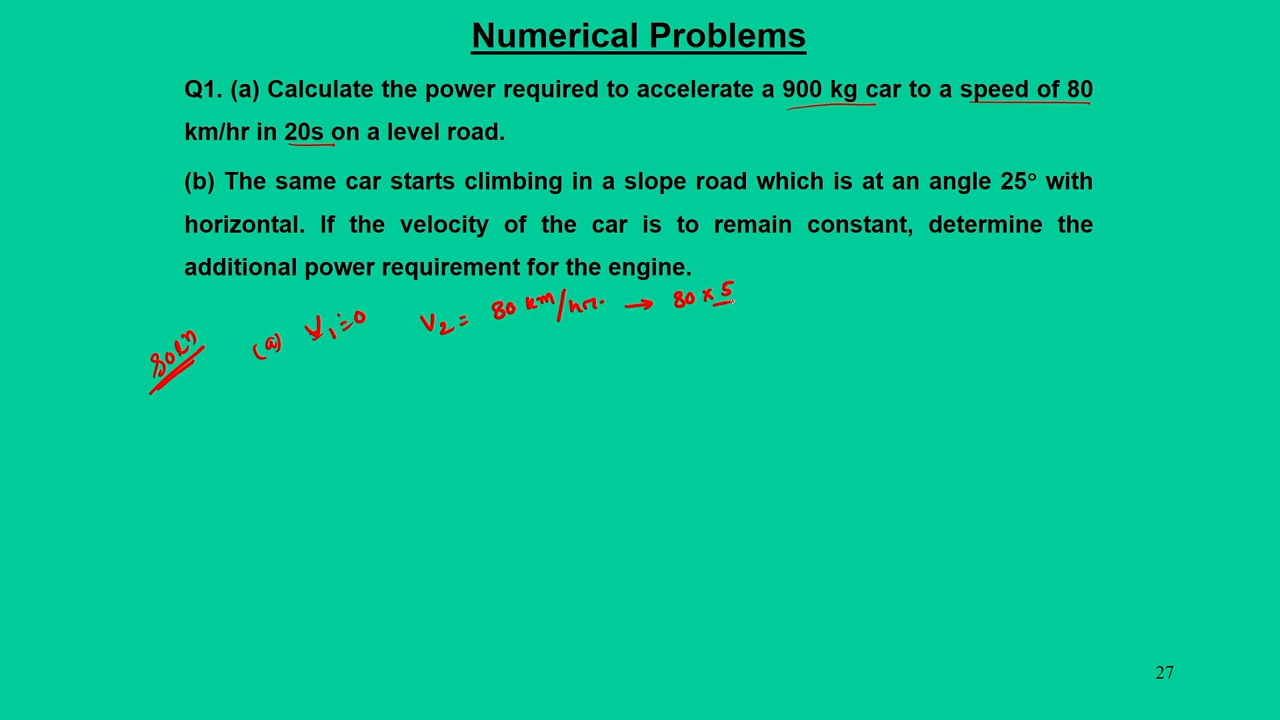 Numerical Problems
Q1. (a) Calculate the power required to accelerate a 900 kg car to a speed of 80
km/hr in 20s on a level road.
(b) The same car starts climbing in a slope road which is at an angle 25° with
horizontal. If the velocity of the car is to remain constant, determine the
additional power requirement for the engine.
Soln (a) V₁ = 0 V₂ = 80 km/hr. → 80 × 5
27